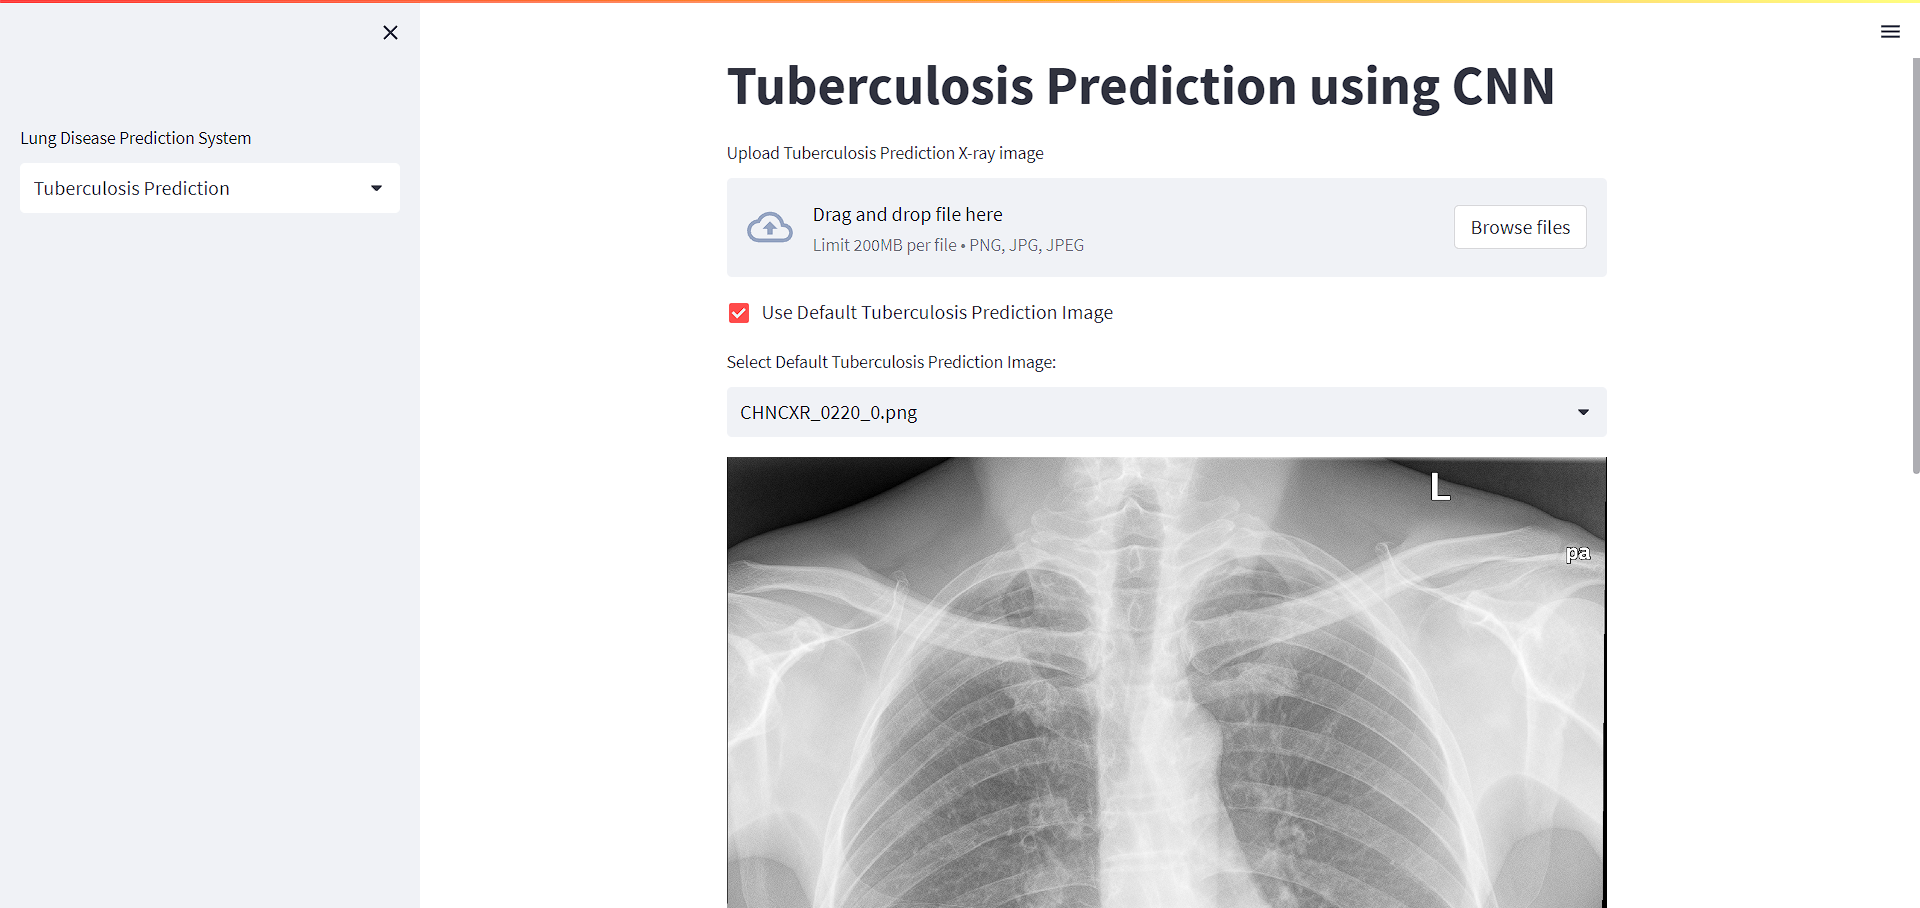 Lung Disease Prediction System
Tuberculosis Prediction
Tuberculosis Prediction using CNN
Upload Tuberculosis Prediction X-ray image
Drag and drop file here
Limit 200MB per file • PNG, JPG, JPEG
Browse files
Use Default Tuberculosis Prediction Image
Select Default Tuberculosis Prediction Image:
CHNCXR_0220_0.png
L
pa